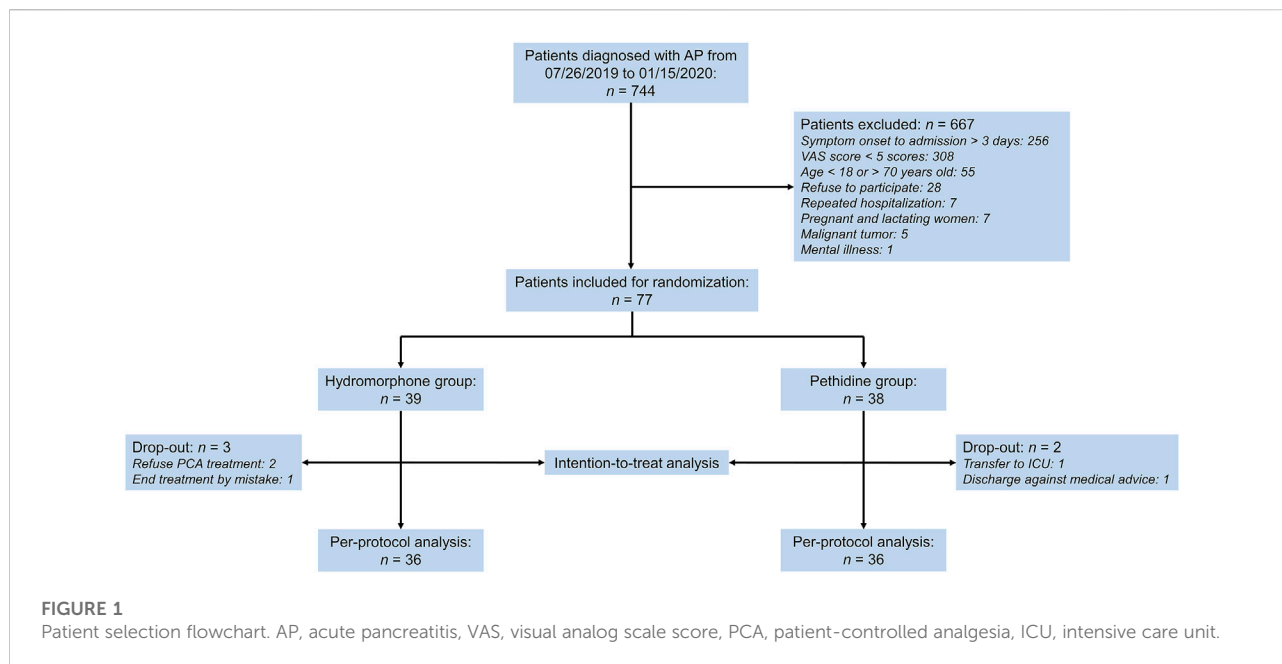 Patients diagnosed with AP from
07/26/2019 to 01/15/2020:
n = 744
Patients excluded: n = 667
Symptom onset to admission > 3 days: 256
VAS score < 5 scores: 308
Age < 18 or > 70 years old: 55
Refuse to participate: 28
Repeated hospitalization: 7
Pregnant and lactating women: 7
Malignant tumor: 5
Mental illness: 1
Patients included for randomization:
n = 77
Hydromorphone group:
n = 39
Pethidine group:
n = 38
Drop-out: n = 3
Refuse PCA treatment: 2
End treatment by mistake: 1
Intention-to-treat analysis
Drop-out: n = 2
Transfer to ICU: 1
Discharge against medical advice: 1
Per-protocol analysis:
n = 36
Per-protocol analysis:
n = 36
FIGURE 1
Patient selection flowchart. AP, acute pancreatitis, VAS, visual analog scale score, PCA, patient-controlled analgesia, ICU, intensive care unit.